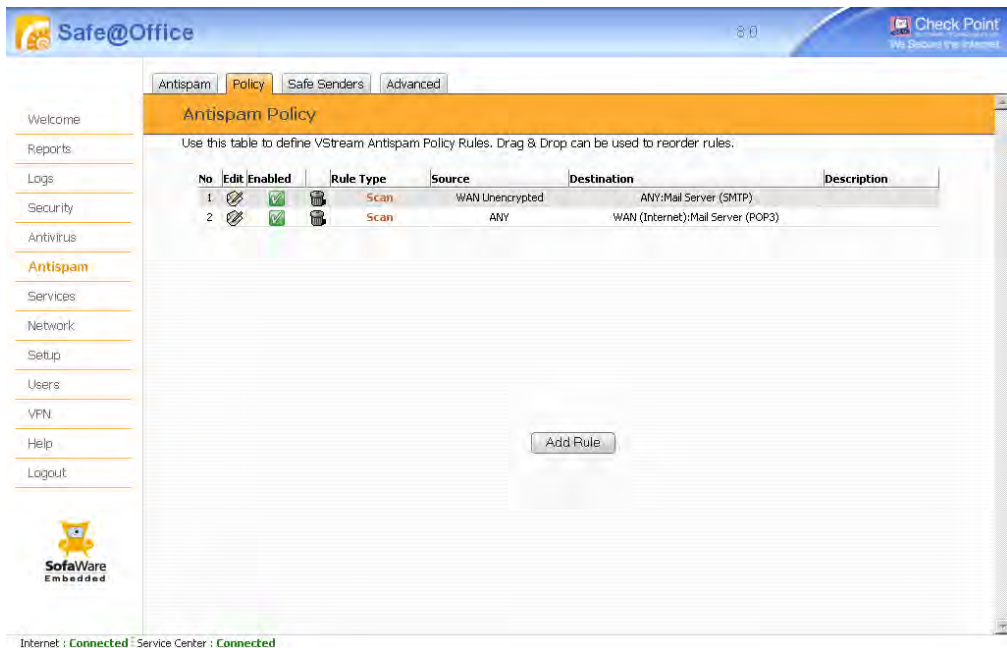 Safe@Office
8.0
Check Point
We Secure the Internet.
Antispam Policy Safe Senders Advanced
Antispam Policy
Use this table to define VStream Antispam Policy Rules. Drag & Drop can be used to reorder rules.
No Edit Enabled Rule Type Source Destination Description
1 Scan WAN Unencrypted ANY:Mail Server (SMTP)
2 Scan ANY WAN (Internet):Mail Server (POP3)
Welcome
Reports
Logs
Security
Antivirus
Antispam
Services
Network
Setup
Users
VPN
Help
Logout
Add Rule
SofaWare
Embedded
Internet : Connected Service Center : Connected